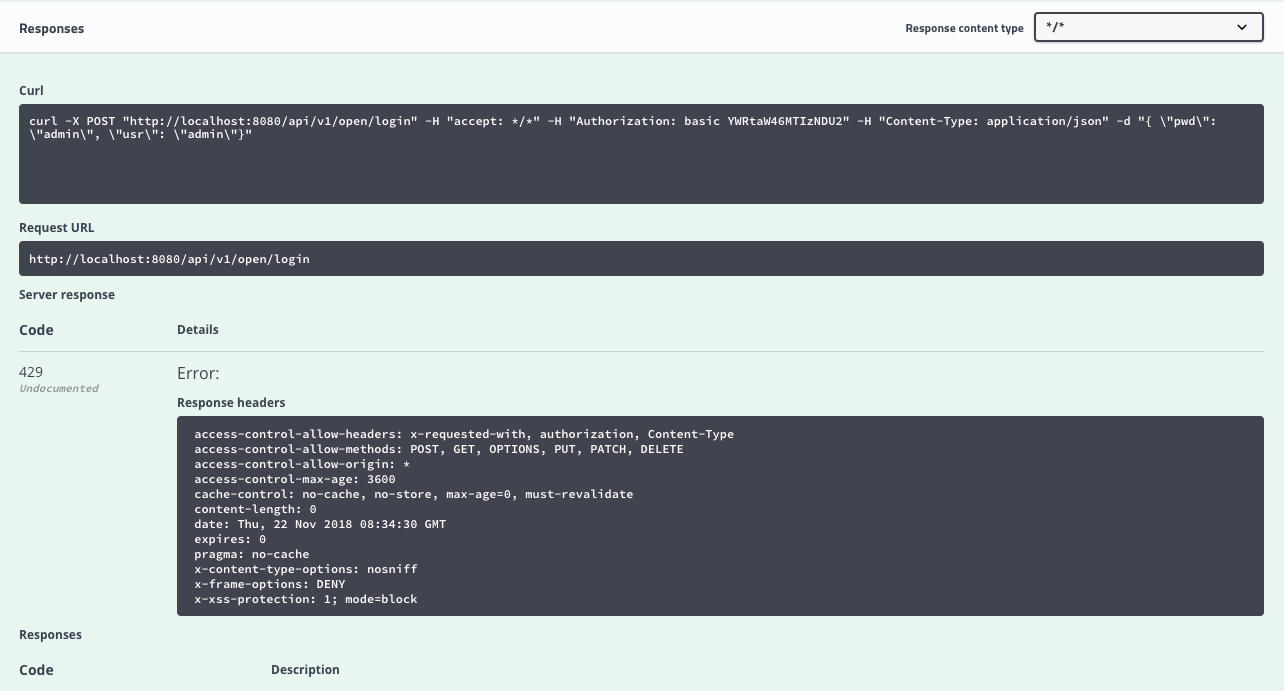 Responses
Response content type
*/*
Curl
curl -X POST "http://localhost:8080/api/v1/open/login" -H "accept: */*" -H "Authorization: basic YWRtaW46MTIzNDU2" -H "Content-Type: application/json" -d "{ \"pwd\":
\"admin\", \"usr\": \"admin\"}"
Request URL
http://localhost:8080/api/v1/open/login
Server response
Code
Details
429
Undocumented
Error:
Response headers
access-control-allow-headers: x-requested-with, authorization, Content-Type
access-control-allow-methods: POST, GET, OPTIONS, PUT, PATCH, DELETE
access-control-allow-origin: *
access-control-max-age: 3600
cache-control: no-cache, no-store, max-age=0, must-revalidate
content-length: 0
date: Thu, 22 Nov 2018 08:34:30 GMT
expires: 0
pragma: no-cache
x-content-type-options: nosniff
x-frame-options: DENY
x-xss-protection: 1; mode=block
Responses
Code
Description